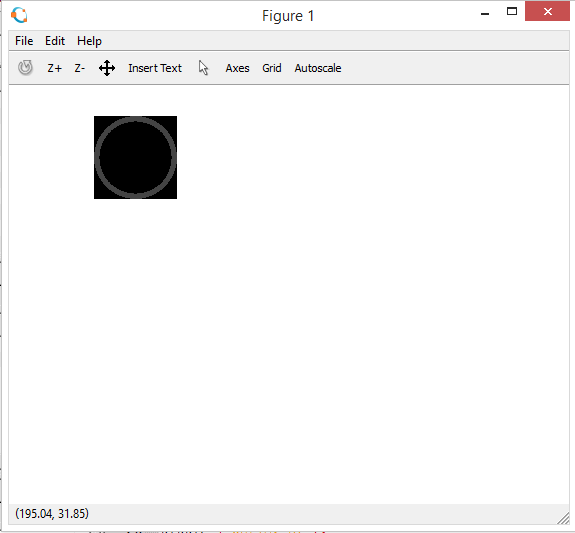 Figure 1
File Edit Help
Z+ Z- Insert Text Axes Grid Autoscale
(195.04, 31.85)